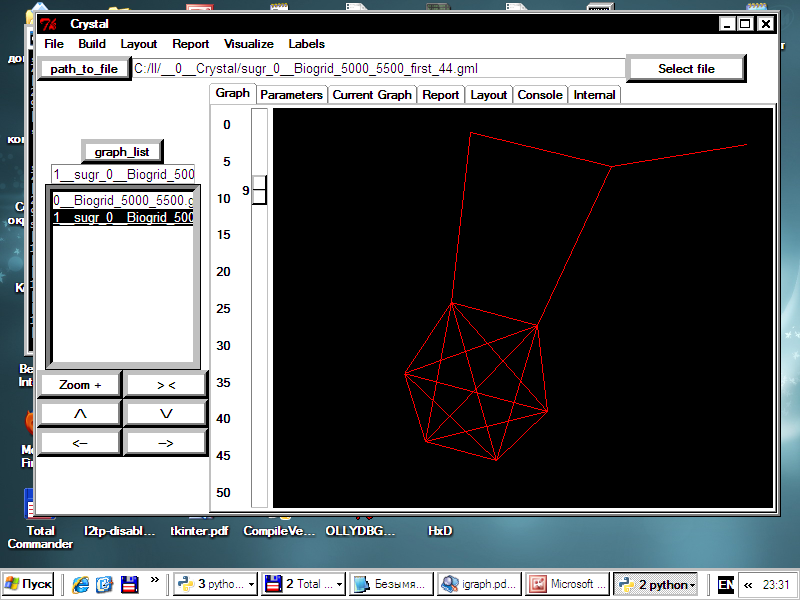 Crystal
File Build Layout Report Visualize Labels
path_to_file C:/II/__0__Crystal/sugr_0__Biogrid_5000_5500_first_44.gml Select file
Graph Parameters Current Graph Report Layout Console Internal
graph_list
1__sugr_0__Biogrid_500
0__Biogrid_5000_5500.g
1__sugr_0__Biogrid_500
0
5
9
10
15
20
25
30
35
40
45
50
Zoom + > <
/\ \/
<-- -->
Total Commander
l2tp-disabl... tkinter.pdf CompileVe... OLLYDBG... HxD
Пуск » 3 pytho... 2 Total ... Безымя... igraph.pd... Microsoft ... 2 python EN « 23:31